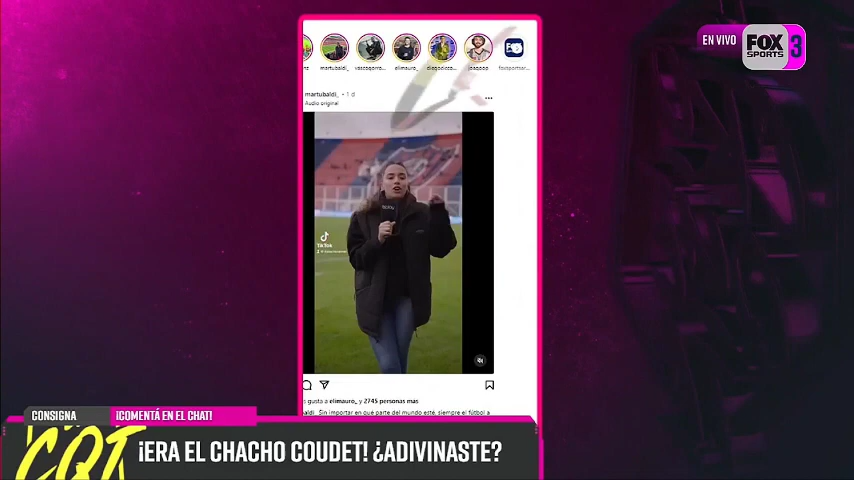 EN VIVO
FOX
SPORTS
3
martubaldi_
elimauro_
martubaldi_ • 1 d
Audio original
TikTok
gusta a elimauro_ y 2745 personas más
Sin importar en qué parte del mundo esté, siempre el fútbol a
CONSIGNA
¡COMENTÁ EN EL CHAT!
CQT
¡ERA EL CHACHO COUDET! ¿ADIVINASTE?